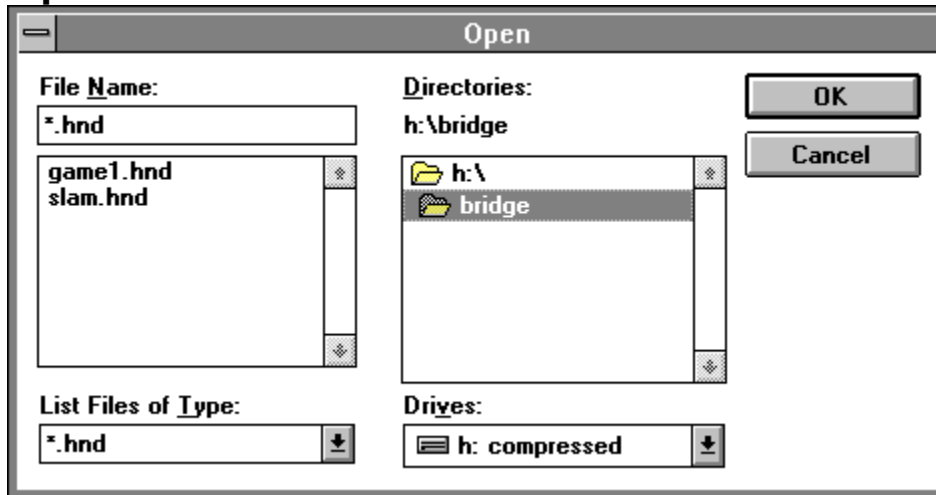 Open
File Name:
*.hnd
game1.hnd
slam.hnd
List Files of Type:
*.hnd
Directories:
h:\bridge
h:\
bridge
Drives:
h: compressed
OK
Cancel